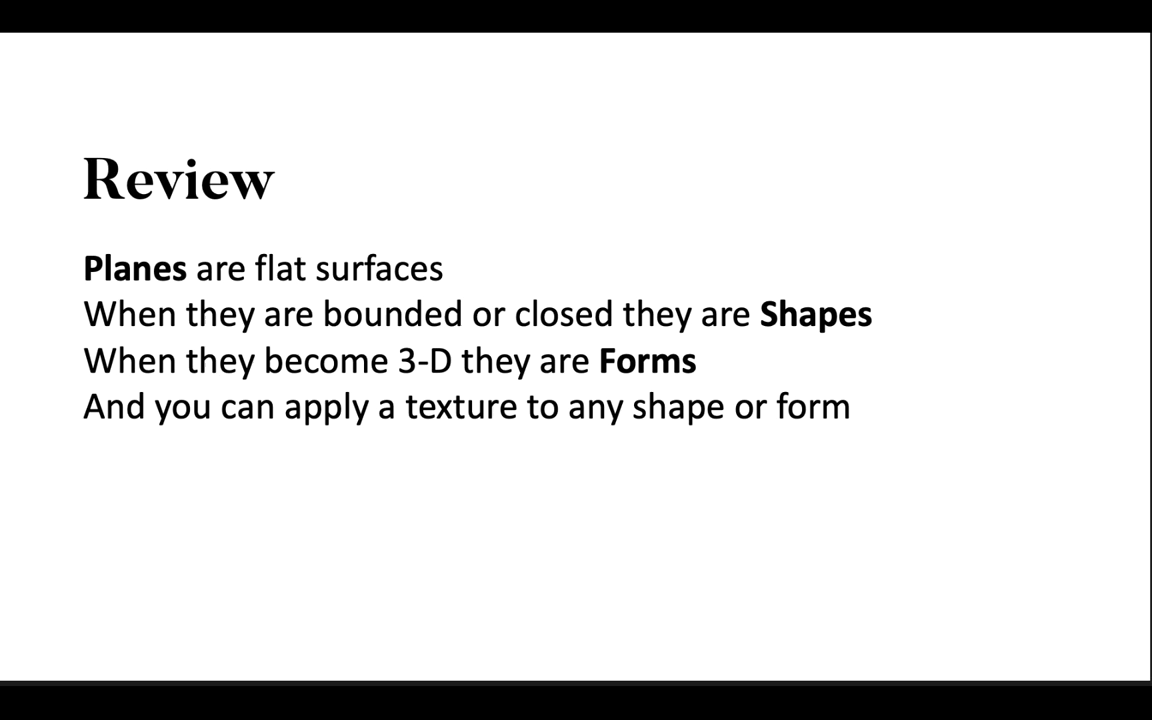 Review
Planes are flat surfaces
When they are bounded or closed they are Shapes
When they become 3-D they are Forms
And you can apply a texture to any shape or form